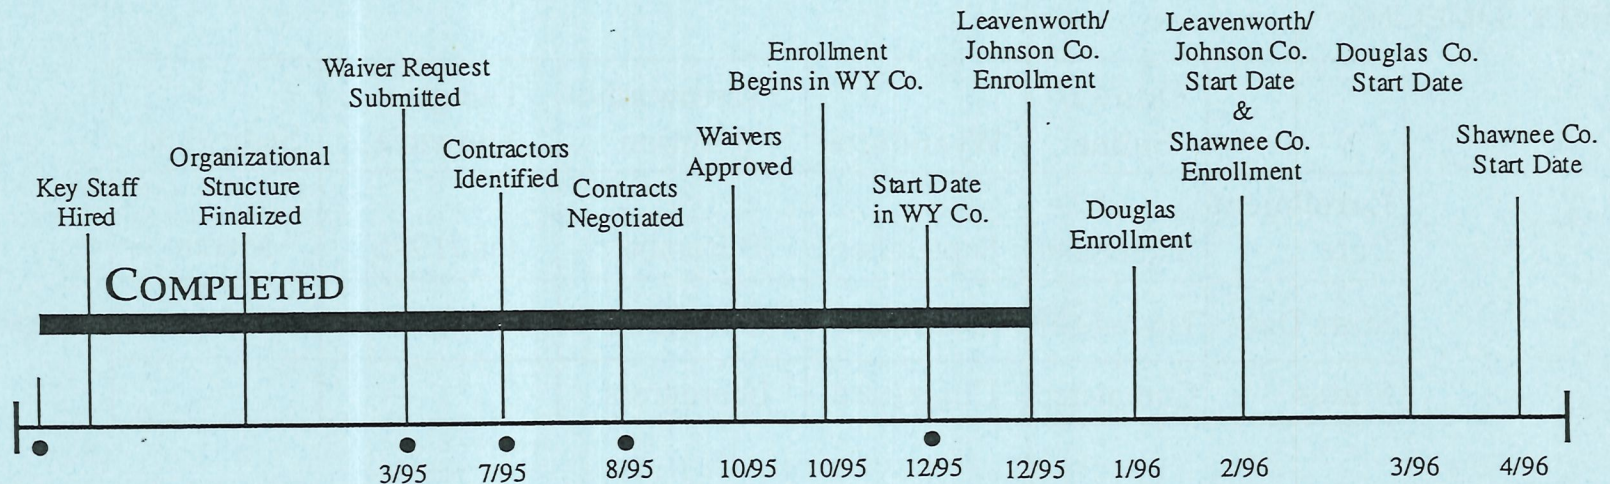 Key Staff
Hired
Organizational
Structure
Finalized
Waiver Request
Submitted
Contractors
Identified
Contracts
Negotiated
Waivers
Approved
Enrollment
Begins in WY Co.
Start Date
in WY Co.
Leavenworth/
Johnson Co.
Enrollment
Douglas
Enrollment
Leavenworth/
Johnson Co.
Start Date
&
Shawnee Co.
Enrollment
Douglas Co.
Start Date
Shawnee Co.
Start Date
COMPLETED
3/95
7/95
8/95
10/95
10/95
12/95
12/95
1/96
2/96
3/96
4/96